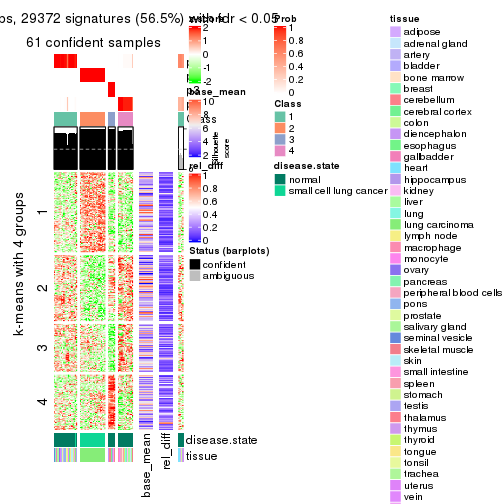 ps, 29372 signatures (56.5%) with fdr < 0.05
61 confident samples
k-means with 4 groups
1
2
3
4
base_mean
rel_diff
disease.state
tissue
2
1
0
-1
-2
base_mean
10
8
6
4
2
silhouette
score
rel_diff
1
0.8
0.6
0.4
0.2
0
Status (barplots)
confident
ambiguous
Prob
1
0.8
0.6
0.4
0.2
0
Class
1
2
3
4
disease.state
normal
small cell lung cancer
tissue
adipose
adrenal gland
artery
bladder
bone marrow
breast
cerebellum
cerebral cortex
colon
diencephalon
esophagus
gallbadder
heart
hippocampus
kidney
liver
lung
lung carcinoma
lymph node
macrophage
monocyte
ovary
pancreas
peripheral blood cells
pons
prostate
salivary gland
seminal vesicle
skeletal muscle
skin
small intestine
spleen
stomach
testis
thalamus
thymus
thyroid
tongue
tonsil
trachea
uterus
vein